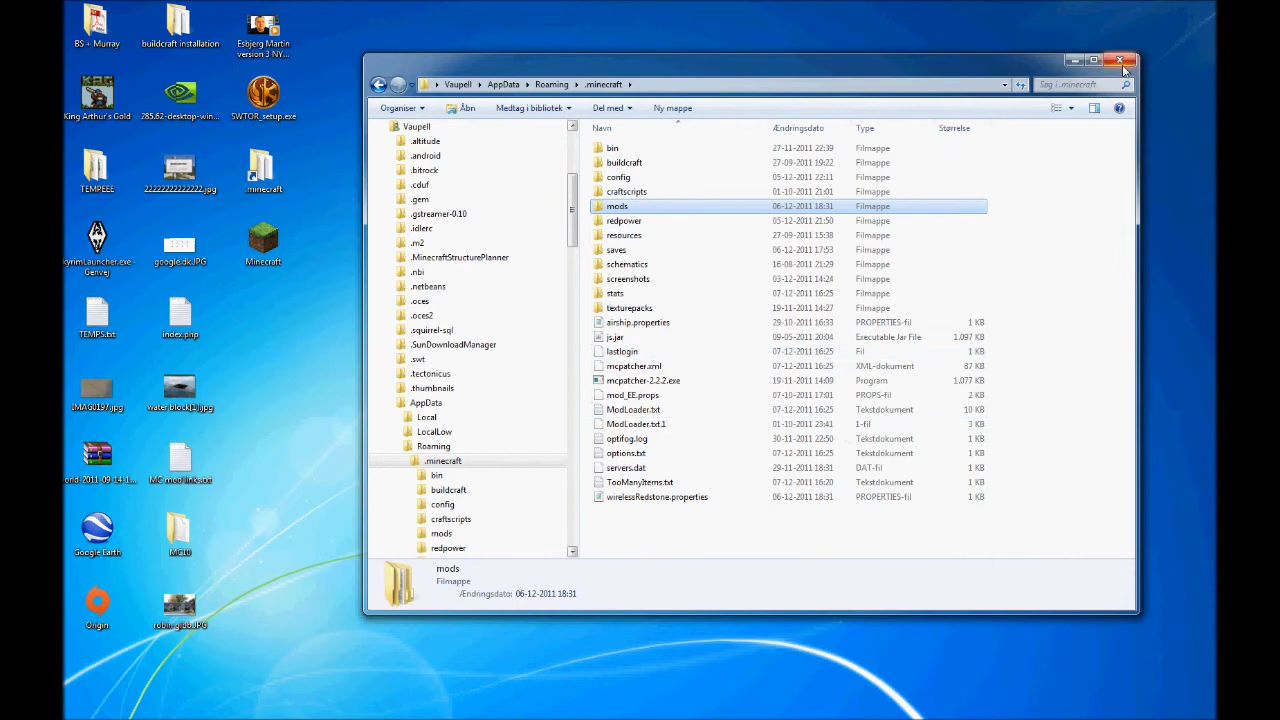 BS + Murray
buildcraft installation
Esbjerg Martin
version 3 NY...
King Arthur's Gold
285.62-desktop-win...
SWTOR_setup.exe
TEMPEEE
22222222222222.jpg
.minecraft
kyrimLauncher.exe -
Genvej
google.dk.JPG
Minecraft
TEMPS.txt
index.php
IMAG0197.jpg
waterblock[1].jpg
orld-2011-09-14-1...
MC mod links.txt
Google Earth
MC10
Origin
robin gibb.JPG
Vaupell
AppData
Roaming
.minecraft
Søg i .minecraft
Organiser
Åbn
Medtag i bibliotek
Del med
Ny mappe
Vaupell
.altitude
.android
.bitrock
.cduf
.gem
.gstreamer-0.10
.idlerc
.m2
.MinecraftStructurePlanner
.nbi
.netbeans
.oces
.oces2
.squirrel-sql
.SunDownloadManager
.swt
.tectonicus
.thumbnails
AppData
Local
LocalLow
Roaming
.minecraft
bin
buildcraft
config
craftscripts
mods
redpower
Navn Ændringsdato Type Størrelse
bin 27-11-2011 22:39 Filmappe
buildcraft 27-09-2011 19:22 Filmappe
config 05-12-2011 22:11 Filmappe
craftscripts 01-10-2011 21:01 Filmappe
mods 06-12-2011 18:31 Filmappe
redpower 05-12-2011 21:50 Filmappe
resources 27-09-2011 15:38 Filmappe
saves 06-12-2011 17:53 Filmappe
schematics 16-08-2011 21:29 Filmappe
screenshots 03-12-2011 14:24 Filmappe
stats 07-12-2011 16:25 Filmappe
texturepacks 19-11-2011 14:27 Filmappe
airship.properties 29-10-2011 16:33 PROPERTIES-fil 1 KB
js.jar 09-05-2011 20:04 Executable Jar File 1.097 KB
lastlogin 07-12-2011 16:25 Fil 1 KB
mcpatcher.xml 07-12-2011 16:25 XML-dokument 87 KB
mcpatcher-2.2.2.exe 19-11-2011 14:09 Program 1.077 KB
mod_EE.props 07-10-2011 17:01 PROPS-fil 2 KB
ModLoader.txt 07-12-2011 16:25 Tekstdokument 10 KB
ModLoader.txt.1 01-10-2011 23:41 1-fil 3 KB
optifog.log 30-11-2011 22:50 Tekstdokument 1 KB
options.txt 07-12-2011 16:25 Tekstdokument 1 KB
servers.dat 29-11-2011 18:31 DAT-fil 1 KB
TooManyItems.txt 07-12-2011 16:20 Tekstdokument 1 KB
wirelessRedstone.properties 06-12-2011 18:31 PROPERTIES-fil 1 KB
mods
Filmappe
Ændringsdato: 06-12-2011 18:31